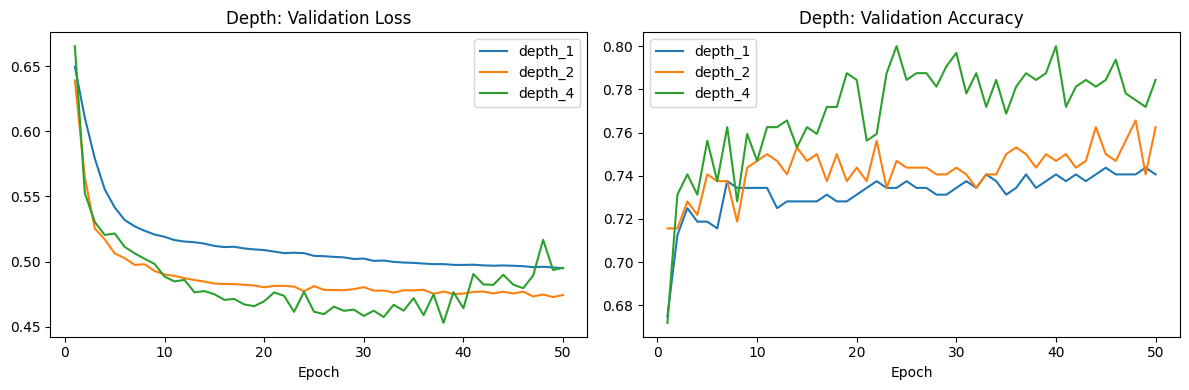 Depth: Validation Loss
0.65
0.60
0.55
0.50
0.45
0
10
20
30
40
50
Epoch
depth_1
depth_2
depth_4
Depth: Validation Accuracy
0.80
0.78
0.76
0.74
0.72
0.70
0.68
0
10
20
30
40
50
Epoch
depth_1
depth_2
depth_4